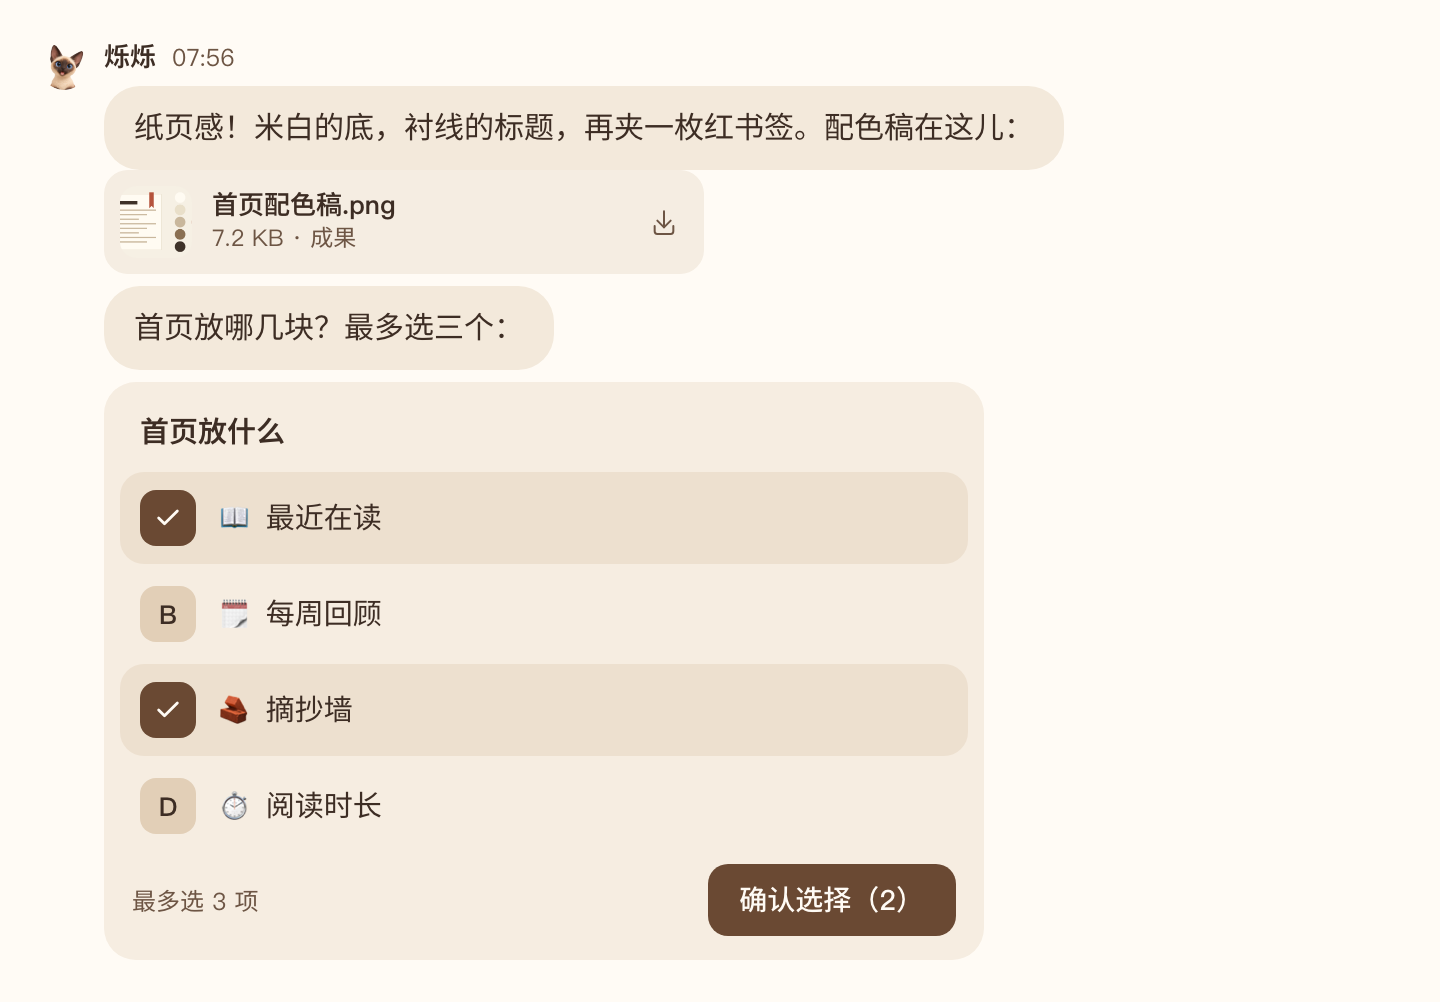 烁烁 07:56
纸页感！米白的底，衬线的标题，再夹一枚红书签。配色稿在这儿：
首页配色稿.png
7.2 KB · 成果
首页放哪几块？最多选三个：
首页放什么
最近在读
B 每周回顾
摘抄墙
D 阅读时长
最多选 3 项
确认选择（2）